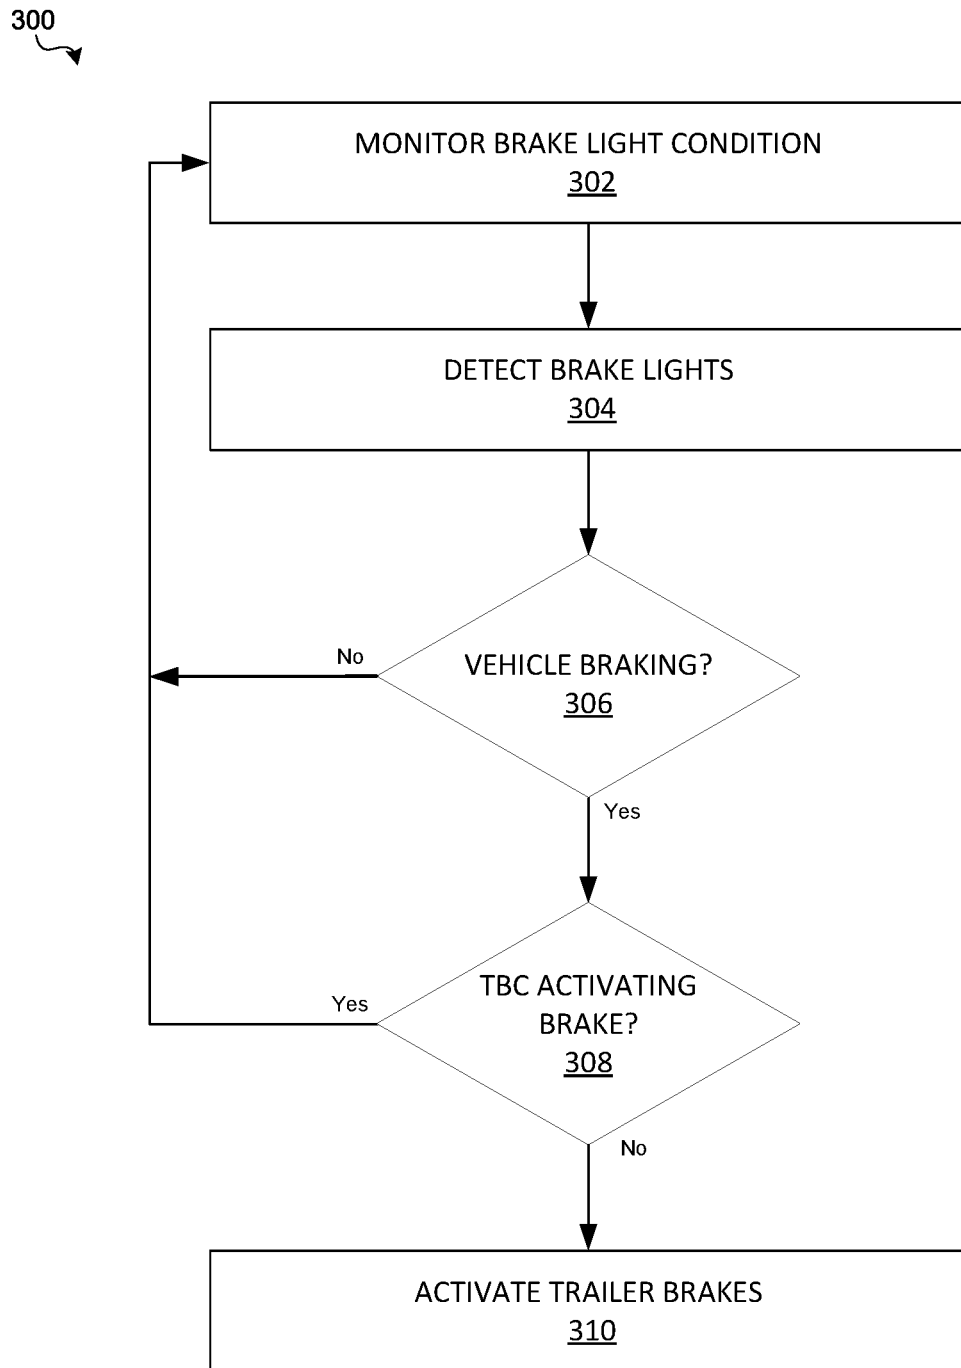 300
MONITOR BRAKE LIGHT CONDITION
302
DETECT BRAKE LIGHTS
304
No
VEHICLE BRAKING?
306
Yes
Yes
TBC ACTIVATING
BRAKE?
308
No
ACTIVATE TRAILER BRAKES
310